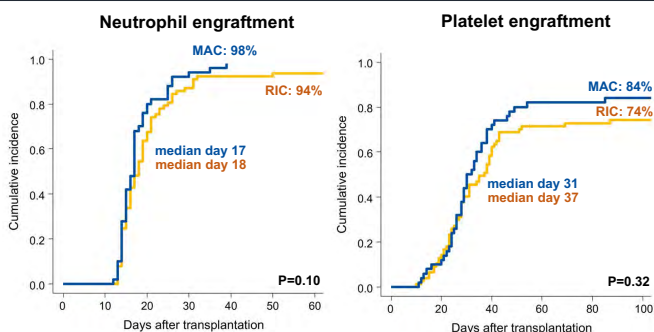 Neutrophil engraftment
MAC: 98%
RIC: 94%
median day 17
median day 18
P=0.10
Cumulative incidence
1.0
0.8
0.6
0.4
0.2
0.0
0 10 20 30 40 50 60
Days after transplantation
Platelet engraftment
MAC: 84%
RIC: 74%
median day 31
median day 37
P=0.32
Cumulative incidence
1.0
0.8
0.6
0.4
0.2
0.0
0 20 40 60 80 100
Days after transplantation